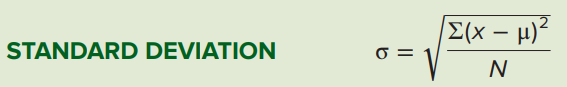 STANDARD DEVIATION σ = √(Σ(x – μ)²/N)